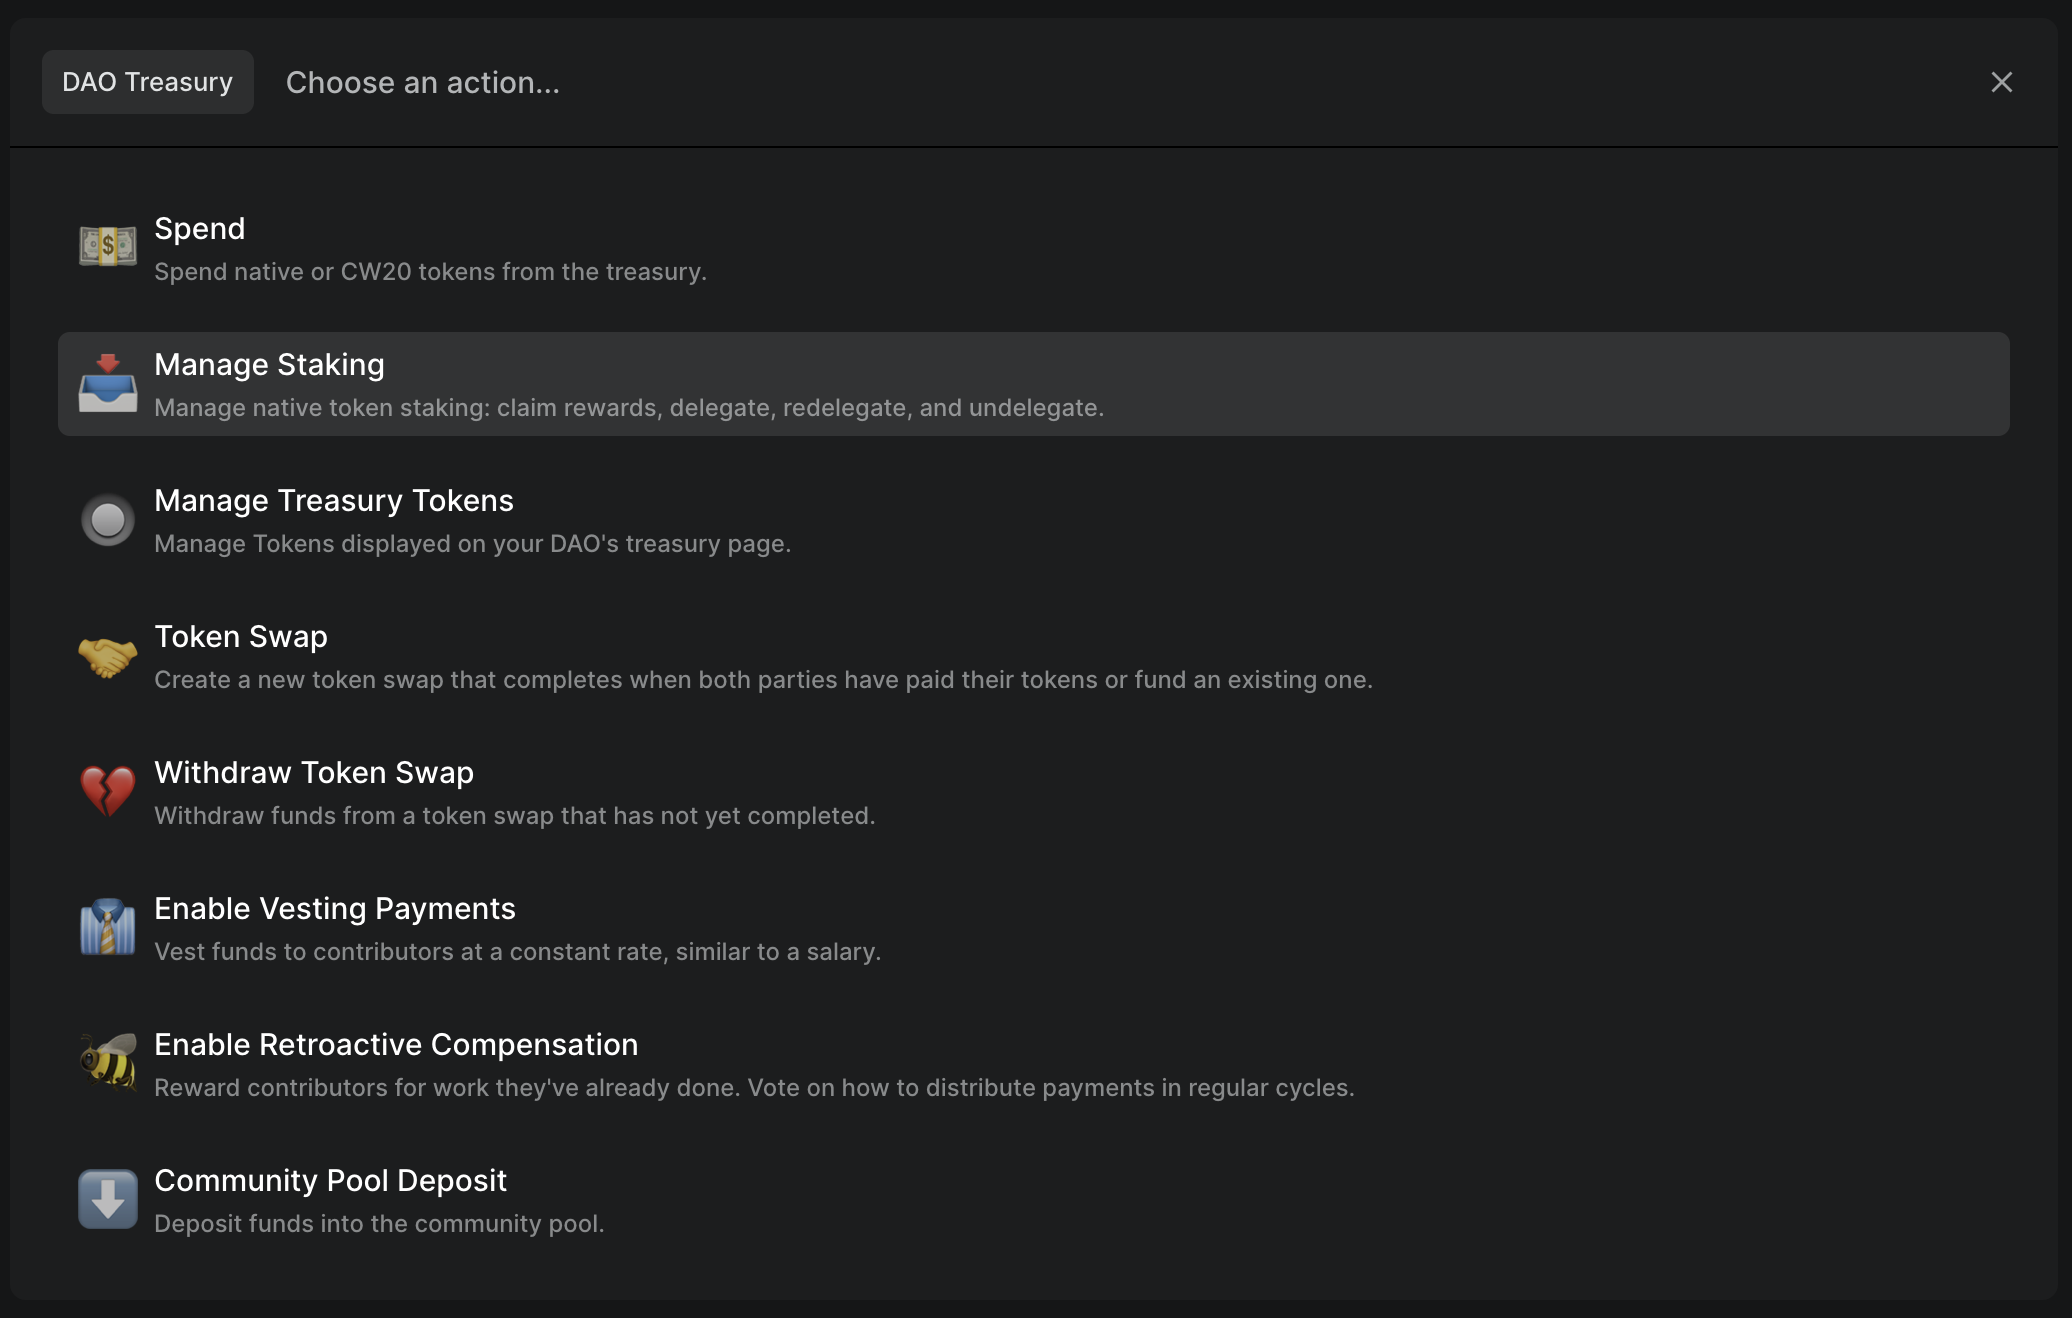 DAO Treasury
Choose an action...
Spend
Spend native or CW20 tokens from the treasury.
Manage Staking
Manage native token staking: claim rewards, delegate, redelegate, and undelegate.
Manage Treasury Tokens
Manage Tokens displayed on your DAO's treasury page.
Token Swap
Create a new token swap that completes when both parties have paid their tokens or fund an existing one.
Withdraw Token Swap
Withdraw funds from a token swap that has not yet completed.
Enable Vesting Payments
Vest funds to contributors at a constant rate, similar to a salary.
Enable Retroactive Compensation
Reward contributors for work they've already done. Vote on how to distribute payments in regular cycles.
Community Pool Deposit
Deposit funds into the community pool.